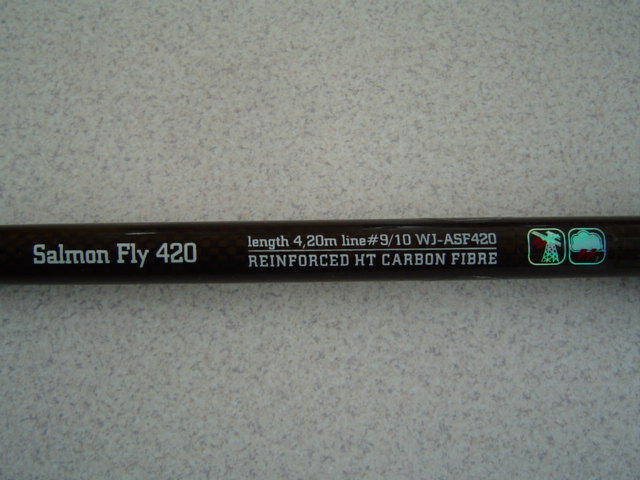 Salmon Fly 420
length 4,20m line#9/10 WJ-ASF420
REINFORCED HT CARBON FIBRE